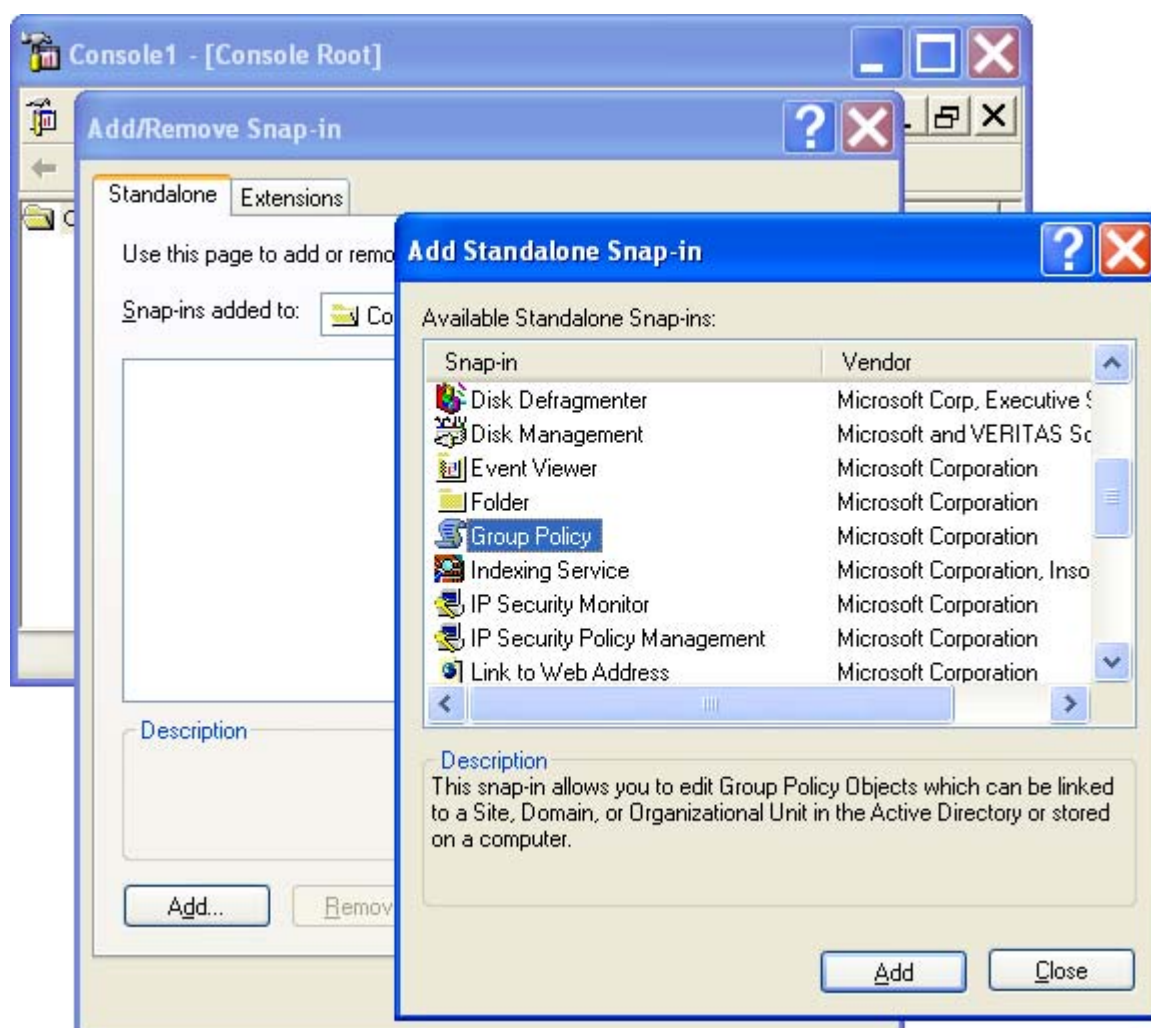 Console1 - [Console Root]
Add/Remove Snap-in
Standalone
Extensions
Use this page to add or remo
Snap-ins added to:
Co
Description
Add...
Remov
Add Standalone Snap-in
Available Standalone Snap-ins:
Snap-in Vendor
Disk Defragmenter Microsoft Corp, Executive S
Disk Management Microsoft and VERITAS So
Event Viewer Microsoft Corporation
Folder Microsoft Corporation
Group Policy Microsoft Corporation
Indexing Service Microsoft Corporation, Inso
IP Security Monitor Microsoft Corporation
IP Security Policy Management Microsoft Corporation
Link to Web Address Microsoft Corporation
Description
This snap-in allows you to edit Group Policy Objects which can be linked
to a Site, Domain, or Organizational Unit in the Active Directory or stored
on a computer.
Add
Close